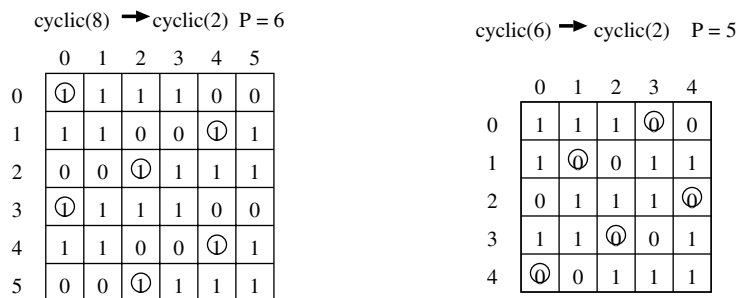 cyclic(8) → cyclic(2) P = 6
0 1 2 3 4 5
0 1 1 1 1 0 0
1 1 1 0 0 1 1
2 0 0 1 1 1 1
3 1 1 1 1 0 0
4 1 1 0 0 1 1
5 0 0 1 1 1 1
cyclic(6) → cyclic(2) P = 5
0 1 2 3 4
0 1 1 1 0 0
1 1 0 0 1 1
2 0 1 1 1 0
3 1 1 0 0 1
4 0 0 1 1 1